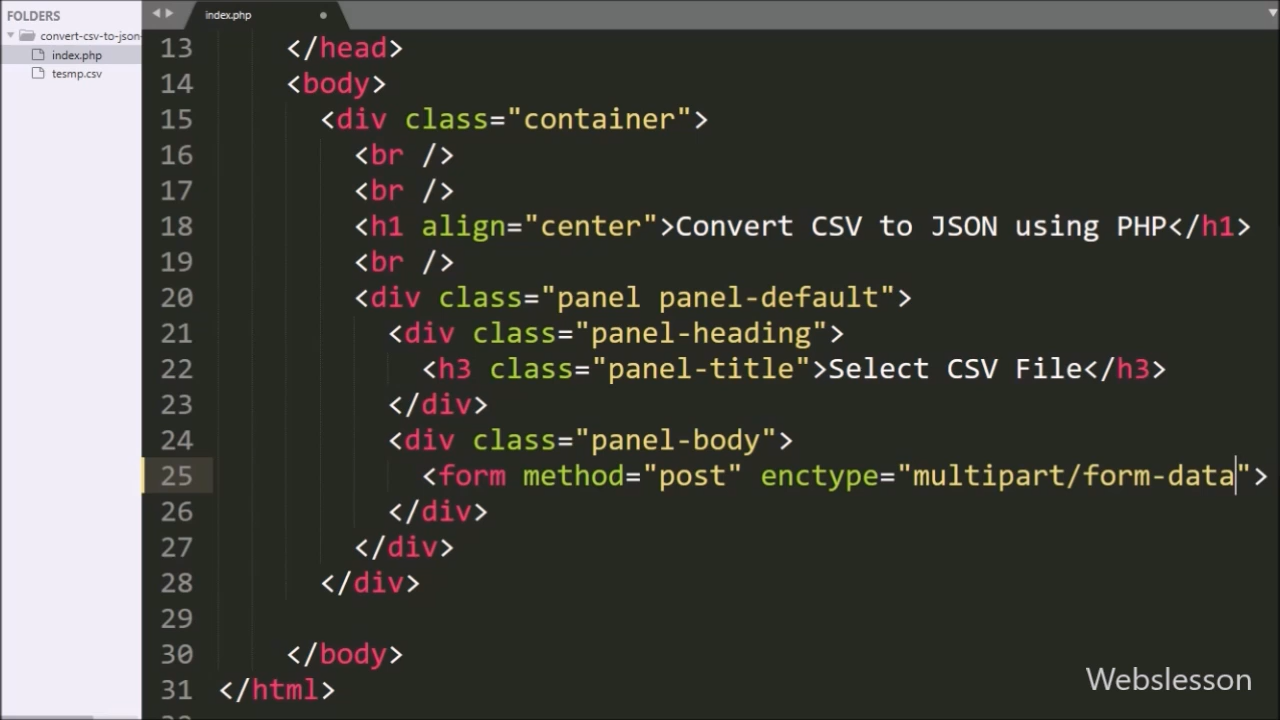 FOLDERS
convert-csv-to-json-
index.php
tesmp.csv
index.php
13 </head>
14 <body>
15 <div class="container">
16 <br />
17 <br />
18 <h1 align="center">Convert CSV to JSON using PHP</h1>
19 <br />
20 <div class="panel panel-default">
21 <div class="panel-heading">
22 <h3 class="panel-title">Select CSV File</h3>
23 </div>
24 <div class="panel-body">
25 <form method="post" enctype="multipart/form-data">
26 </div>
27 </div>
28 </div>
29
30 </body>
31 </html>
Webslesson